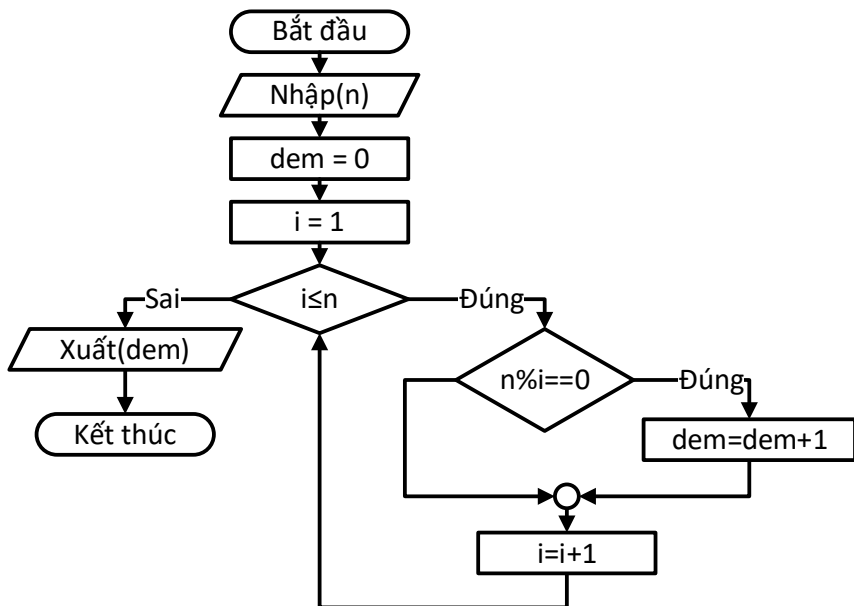 Bắt đầu
Nhập(n)
dem = 0
i = 1
i≤n
Sai
Đúng
Xuất(dem)
Kết thúc
n%i==0
Đúng
dem=dem+1
i=i+1